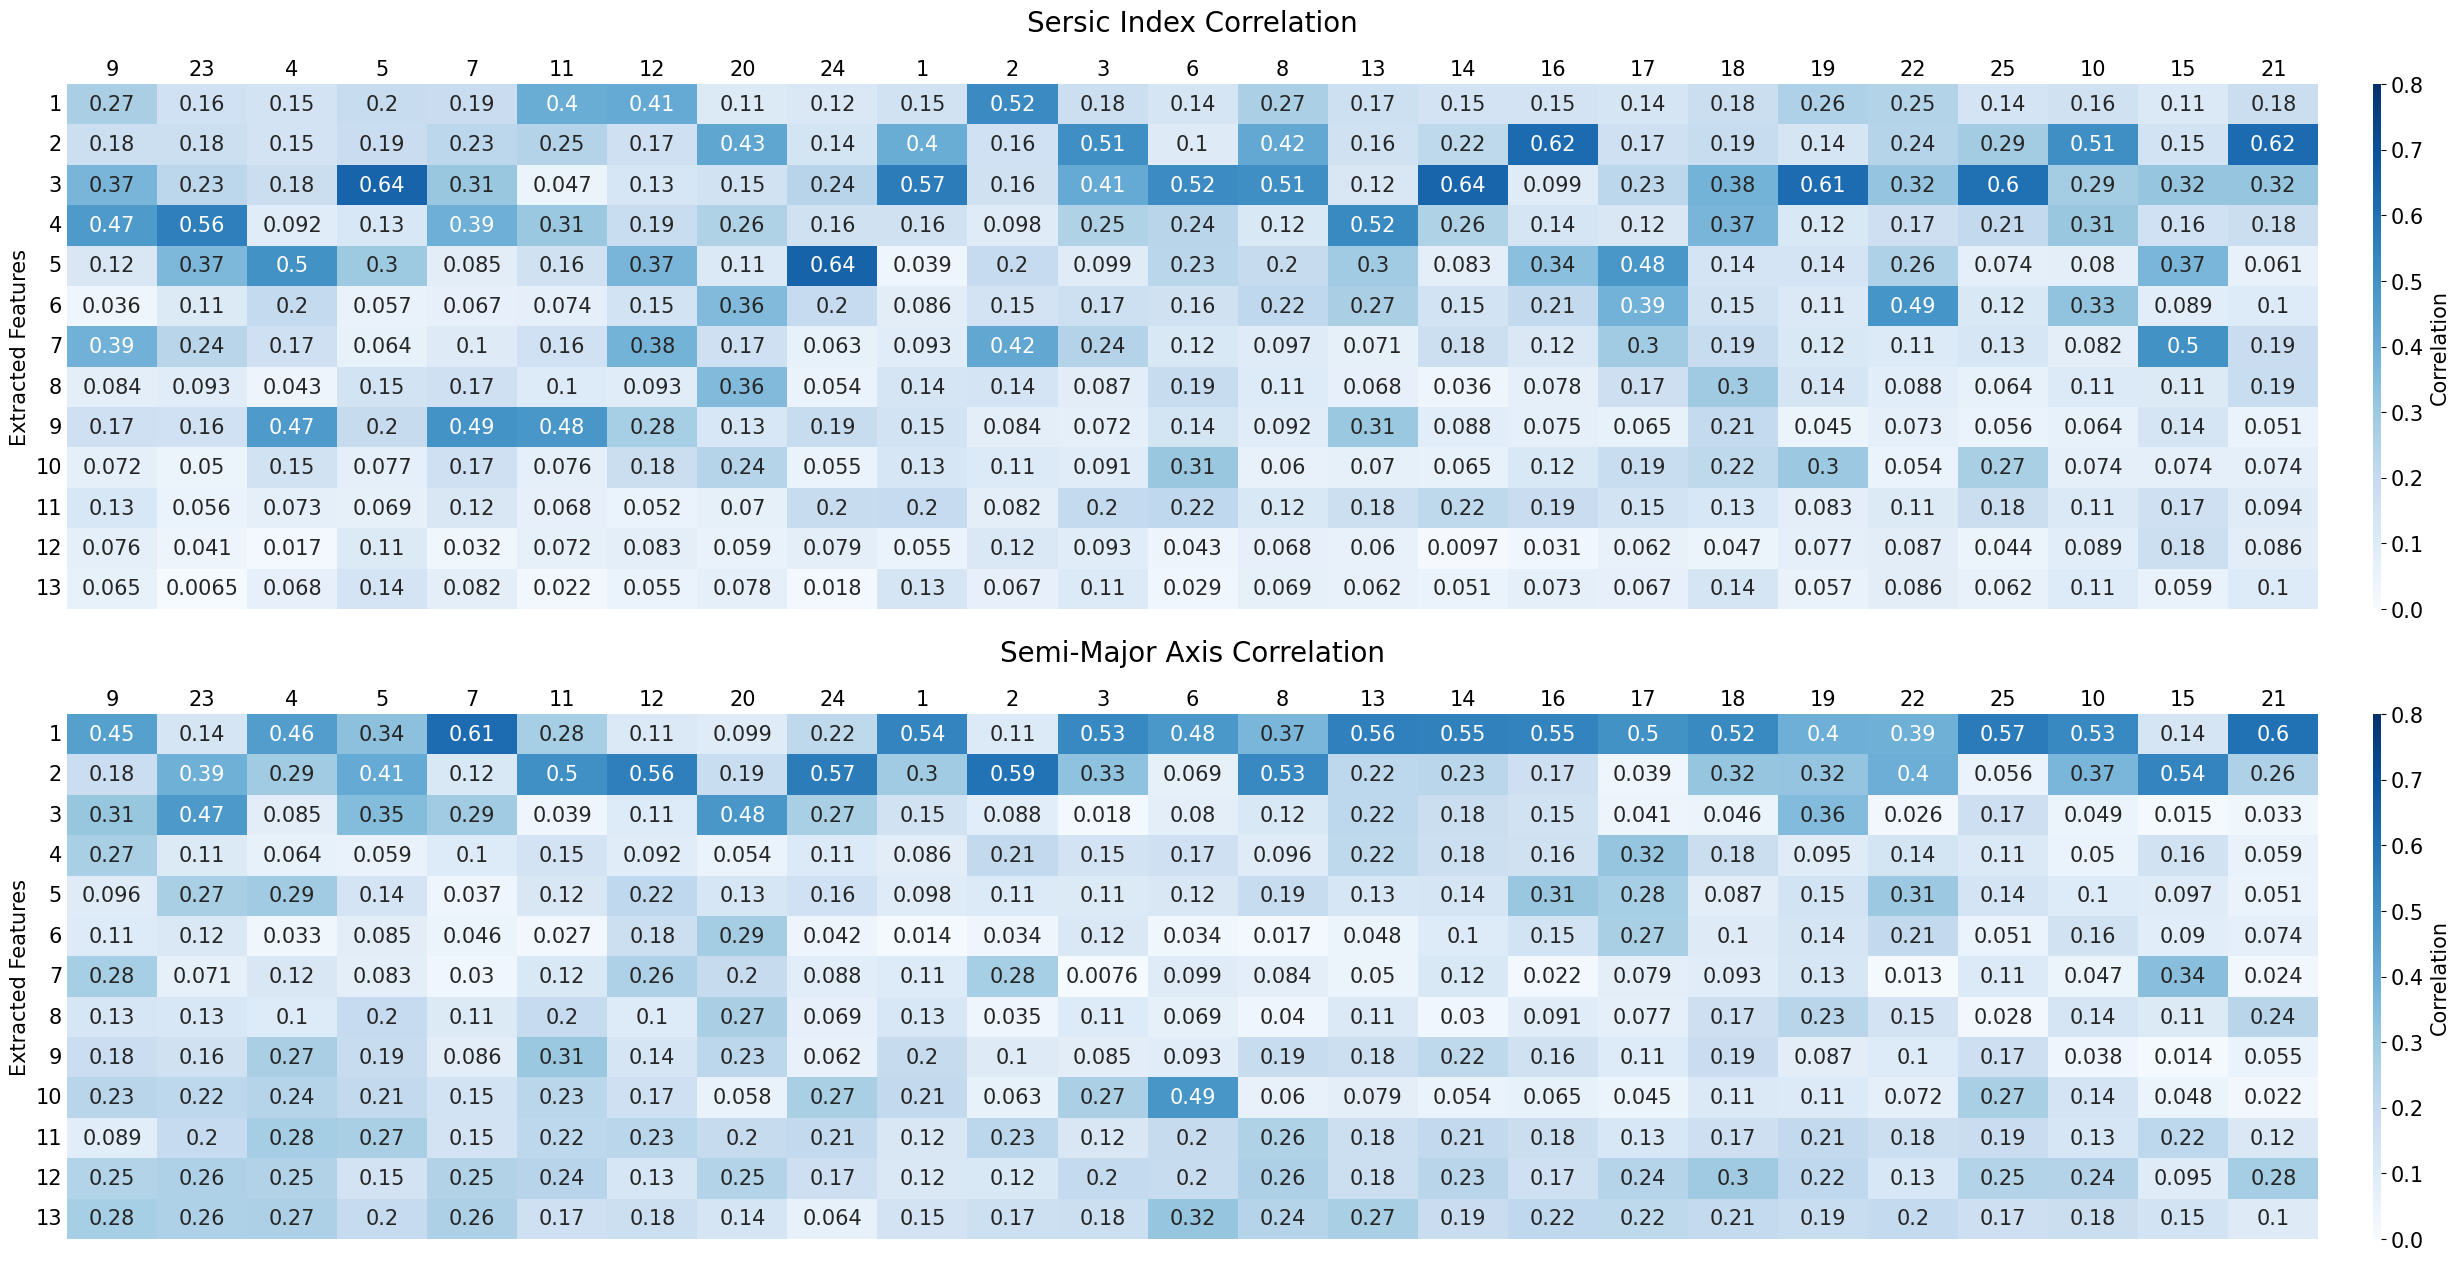 Sersic Index Correlation
9 23 4 5 7 11 12 20 24 1 2 3 6 8 13 14 16 17 18 19 22 25 10 15 21
1 0.27 0.16 0.15 0.2 0.19 0.4 0.41 0.11 0.12 0.15 0.52 0.18 0.14 0.27 0.17 0.15 0.15 0.14 0.18 0.26 0.25 0.14 0.16 0.11 0.18
2 0.18 0.18 0.15 0.19 0.23 0.25 0.17 0.43 0.14 0.4 0.16 0.51 0.1 0.42 0.16 0.22 0.62 0.17 0.19 0.14 0.24 0.29 0.51 0.15 0.62
3 0.37 0.23 0.18 0.64 0.31 0.047 0.13 0.15 0.24 0.57 0.16 0.41 0.52 0.51 0.12 0.64 0.099 0.23 0.38 0.61 0.32 0.6 0.29 0.32 0.32
4 0.47 0.56 0.092 0.13 0.39 0.31 0.19 0.26 0.16 0.16 0.098 0.25 0.24 0.12 0.52 0.26 0.14 0.12 0.37 0.12 0.17 0.21 0.31 0.16 0.18
5 0.12 0.37 0.5 0.3 0.085 0.16 0.37 0.11 0.64 0.039 0.2 0.099 0.23 0.2 0.3 0.083 0.34 0.48 0.14 0.14 0.26 0.074 0.08 0.37 0.061
6 0.036 0.11 0.2 0.057 0.067 0.074 0.15 0.36 0.2 0.086 0.15 0.17 0.16 0.22 0.27 0.15 0.21 0.39 0.15 0.11 0.49 0.12 0.33 0.089 0.1
7 0.39 0.24 0.17 0.064 0.1 0.16 0.38 0.17 0.063 0.093 0.42 0.24 0.12 0.097 0.071 0.18 0.12 0.3 0.19 0.12 0.11 0.13 0.082 0.5 0.19
8 0.084 0.093 0.043 0.15 0.17 0.1 0.093 0.36 0.054 0.14 0.14 0.087 0.19 0.11 0.068 0.036 0.078 0.17 0.3 0.14 0.088 0.064 0.11 0.11 0.19
9 0.17 0.16 0.47 0.2 0.49 0.48 0.28 0.13 0.19 0.15 0.084 0.072 0.14 0.092 0.31 0.088 0.075 0.065 0.21 0.045 0.073 0.056 0.064 0.14 0.051
10 0.072 0.05 0.15 0.077 0.17 0.076 0.18 0.24 0.055 0.13 0.11 0.091 0.31 0.06 0.07 0.065 0.12 0.19 0.22 0.3 0.054 0.27 0.074 0.074 0.074
11 0.13 0.056 0.073 0.069 0.12 0.068 0.052 0.07 0.2 0.2 0.082 0.2 0.22 0.12 0.18 0.22 0.19 0.15 0.13 0.083 0.11 0.18 0.11 0.17 0.094
12 0.076 0.041 0.017 0.11 0.032 0.072 0.083 0.059 0.079 0.055 0.12 0.093 0.043 0.068 0.06 0.0097 0.031 0.062 0.047 0.077 0.087 0.044 0.089 0.18 0.086
13 0.065 0.0065 0.068 0.14 0.082 0.022 0.055 0.078 0.018 0.13 0.067 0.11 0.029 0.069 0.062 0.051 0.073 0.067 0.14 0.057 0.086 0.062 0.11 0.059 0.1
Extracted Features
0.8
0.7
0.6
0.5
0.4
0.3
0.2
0.1
0.0
Correlation
Semi-Major Axis Correlation
9 23 4 5 7 11 12 20 24 1 2 3 6 8 13 14 16 17 18 19 22 25 10 15 21
1 0.45 0.14 0.46 0.34 0.61 0.28 0.11 0.099 0.22 0.54 0.11 0.53 0.48 0.37 0.56 0.55 0.55 0.5 0.52 0.4 0.39 0.57 0.53 0.14 0.6
2 0.18 0.39 0.29 0.41 0.12 0.5 0.56 0.19 0.57 0.3 0.59 0.33 0.069 0.53 0.22 0.23 0.17 0.039 0.32 0.32 0.4 0.056 0.37 0.54 0.26
3 0.31 0.47 0.085 0.35 0.29 0.039 0.11 0.48 0.27 0.15 0.088 0.018 0.08 0.12 0.22 0.18 0.15 0.041 0.046 0.36 0.026 0.17 0.049 0.015 0.033
4 0.27 0.11 0.064 0.059 0.1 0.15 0.092 0.054 0.11 0.086 0.21 0.15 0.17 0.096 0.22 0.18 0.16 0.32 0.18 0.095 0.14 0.11 0.05 0.16 0.059
5 0.096 0.27 0.29 0.14 0.037 0.12 0.22 0.13 0.16 0.098 0.11 0.11 0.12 0.19 0.13 0.14 0.31 0.28 0.087 0.15 0.31 0.14 0.1 0.097 0.051
6 0.11 0.12 0.033 0.085 0.046 0.027 0.18 0.29 0.042 0.014 0.034 0.12 0.034 0.017 0.048 0.1 0.15 0.27 0.1 0.14 0.21 0.051 0.16 0.09 0.074
7 0.28 0.071 0.12 0.083 0.03 0.12 0.26 0.2 0.088 0.11 0.28 0.0076 0.099 0.084 0.05 0.12 0.022 0.079 0.093 0.13 0.013 0.11 0.047 0.34 0.024
8 0.13 0.13 0.1 0.2 0.11 0.2 0.1 0.27 0.069 0.13 0.035 0.11 0.069 0.04 0.11 0.03 0.091 0.077 0.17 0.23 0.15 0.028 0.14 0.11 0.24
9 0.18 0.16 0.27 0.19 0.086 0.31 0.14 0.23 0.062 0.2 0.1 0.085 0.093 0.19 0.18 0.22 0.16 0.11 0.19 0.087 0.1 0.17 0.038 0.014 0.055
10 0.23 0.22 0.24 0.21 0.15 0.23 0.17 0.058 0.27 0.21 0.063 0.27 0.49 0.06 0.079 0.054 0.065 0.045 0.11 0.11 0.072 0.27 0.14 0.048 0.022
11 0.089 0.2 0.28 0.27 0.15 0.22 0.23 0.2 0.21 0.12 0.23 0.12 0.2 0.26 0.18 0.21 0.18 0.13 0.17 0.21 0.18 0.19 0.13 0.22 0.12
12 0.25 0.26 0.25 0.15 0.25 0.24 0.13 0.25 0.17 0.12 0.12 0.2 0.2 0.26 0.18 0.23 0.17 0.24 0.3 0.22 0.13 0.25 0.24 0.095 0.28
13 0.28 0.26 0.27 0.2 0.26 0.17 0.18 0.14 0.064 0.15 0.17 0.18 0.32 0.24 0.27 0.19 0.22 0.22 0.21 0.19 0.2 0.17 0.18 0.15 0.1
Extracted Features
0.8
0.7
0.6
0.5
0.4
0.3
0.2
0.1
0.0
Correlation